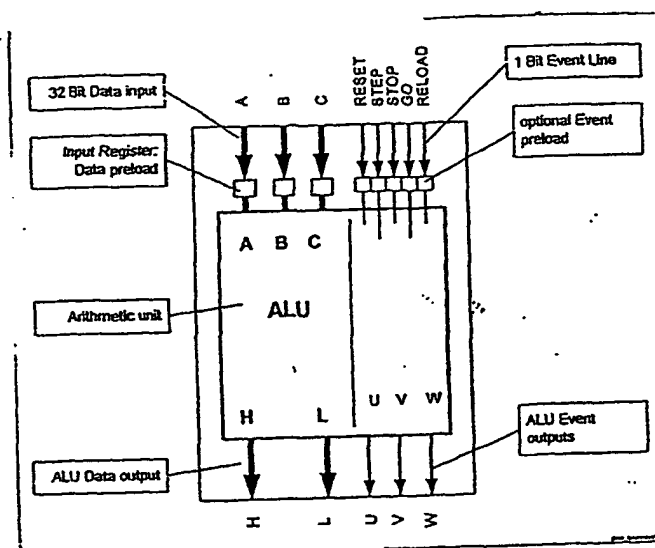 32 Bit Data input
A
B
C
RESET
STEP
STOP
GO
RELOAD
1 Bit Event Line
Input Register:
Data preload
optional Event
preload
A B C
Arithmetic unit
ALU
U V W
H L
ALU Data output
ALU Event
outputs
H
L
U
V
W